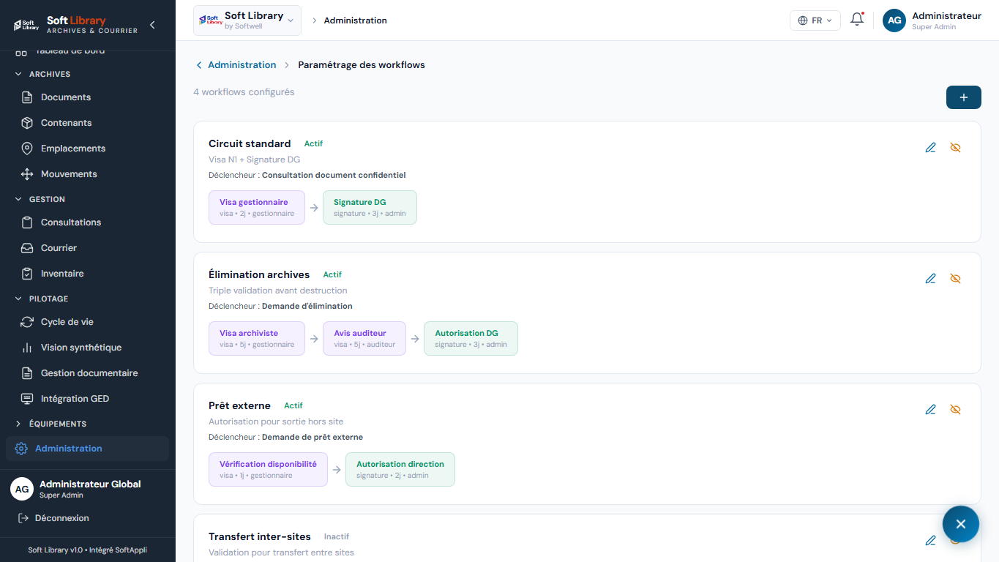 Soft Library
Soft Library
ARCHIVES & COURRIER
Tableau de bord
ARCHIVES
Documents
Contenants
Emplacements
Mouvements
GESTION
Consultations
Courrier
Inventaire
PILOTAGE
Cycle de vie
Vision synthétique
Gestion documentaire
Intégration GED
ÉQUIPEMENTS
Administration
AG
Administrateur Global
Super Admin
Déconnexion
Soft Library v1.0 • Intégré SoftAppli
Soft Library
Soft Library
by Softwell
Administration
FR
AG
Administrateur
Super Admin
Administration
Paramétrage des workflows
4 workflows configurés
Circuit standard Actif
Visa N1 + Signature DG
Déclencheur : Consultation document confidentiel
Visa gestionnaire
visa • 2j • gestionnaire
Signature DG
signature • 3j • admin
Élimination archives Actif
Triple validation avant destruction
Déclencheur : Demande d'élimination
Visa archiviste
visa • 5j • gestionnaire
Avis auditeur
visa • 5j • auditeur
Autorisation DG
signature • 3j • admin
Prêt externe Actif
Autorisation pour sortie hors site
Déclencheur : Demande de prêt externe
Vérification disponibilité
visa • 1j • gestionnaire
Autorisation direction
signature • 2j • admin
Transfert inter-sites Inactif
Validation pour transfert entre sites